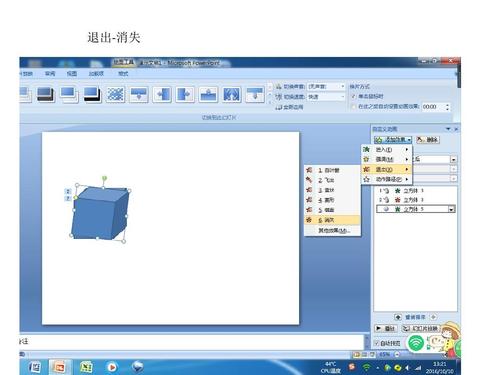 退出-消失
绘图工具
Microsoft PowerPoint
审阅 视图 加载项 格式
切换声音: [无声音]
切换速度: 快速
全部应用
换片方式
单击鼠标时
在此之后自动设置动画效果: 00:00
切换到此幻灯片
自定义动画
添加效果 删除
进入(E)
强调(M)
退出(X)
动作路径(P)
1. 百叶窗
2. 飞出
3. 盒状
4. 菱形
5. 棋盘
6. 消失
其他效果(M)...
1 立方体 3
2 立方体 3
立方体 5
重新排序
播放 幻灯片放映
自动预览
65%
44℃
CPU温度
13:21
2016/10/10